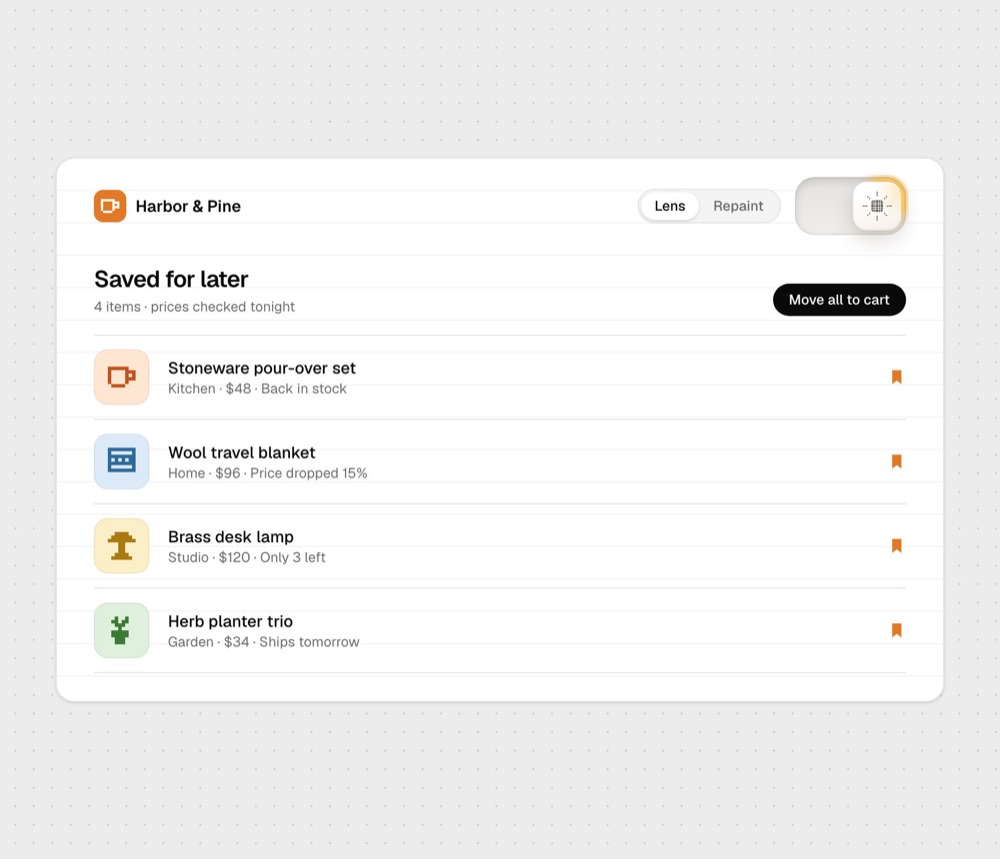 Harbor & Pine
Lens
Repaint
Saved for later
4 items · prices checked tonight
Move all to cart
Stoneware pour-over set
Kitchen · $48 · Back in stock
Wool travel blanket
Home · $96 · Price dropped 15%
Brass desk lamp
Studio · $120 · Only 3 left
Herb planter trio
Garden · $34 · Ships tomorrow